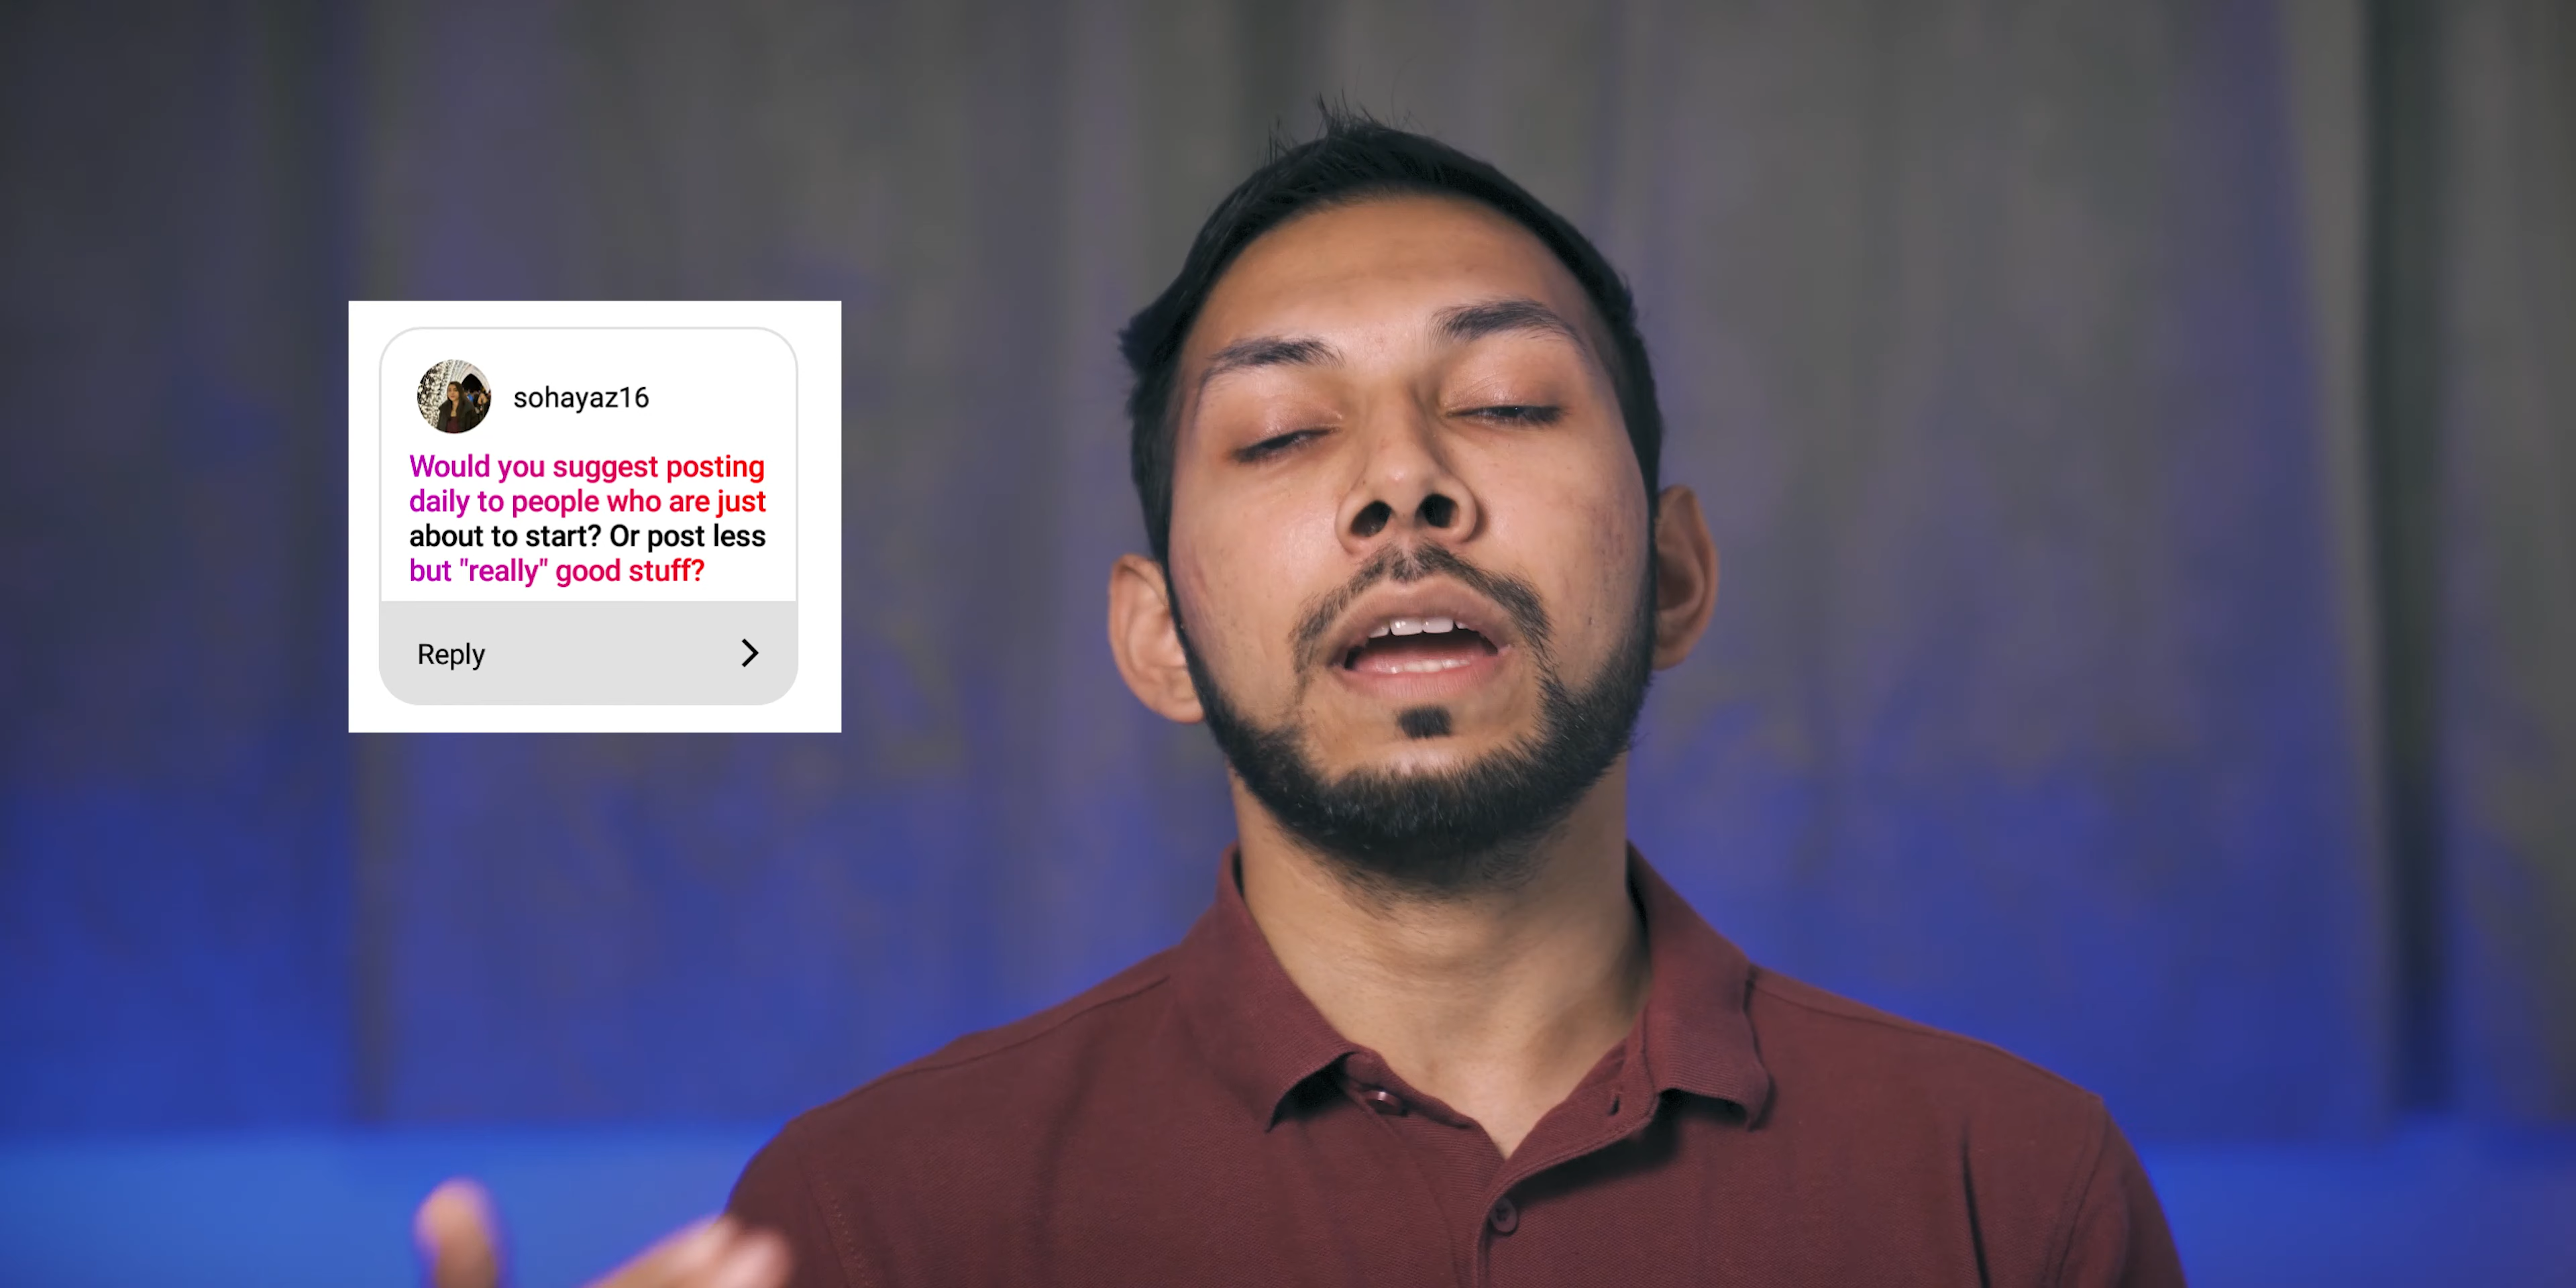 sohayaz16
Would you suggest posting
daily to people who are just
about to start? Or post less
but "really" good stuff?
Reply